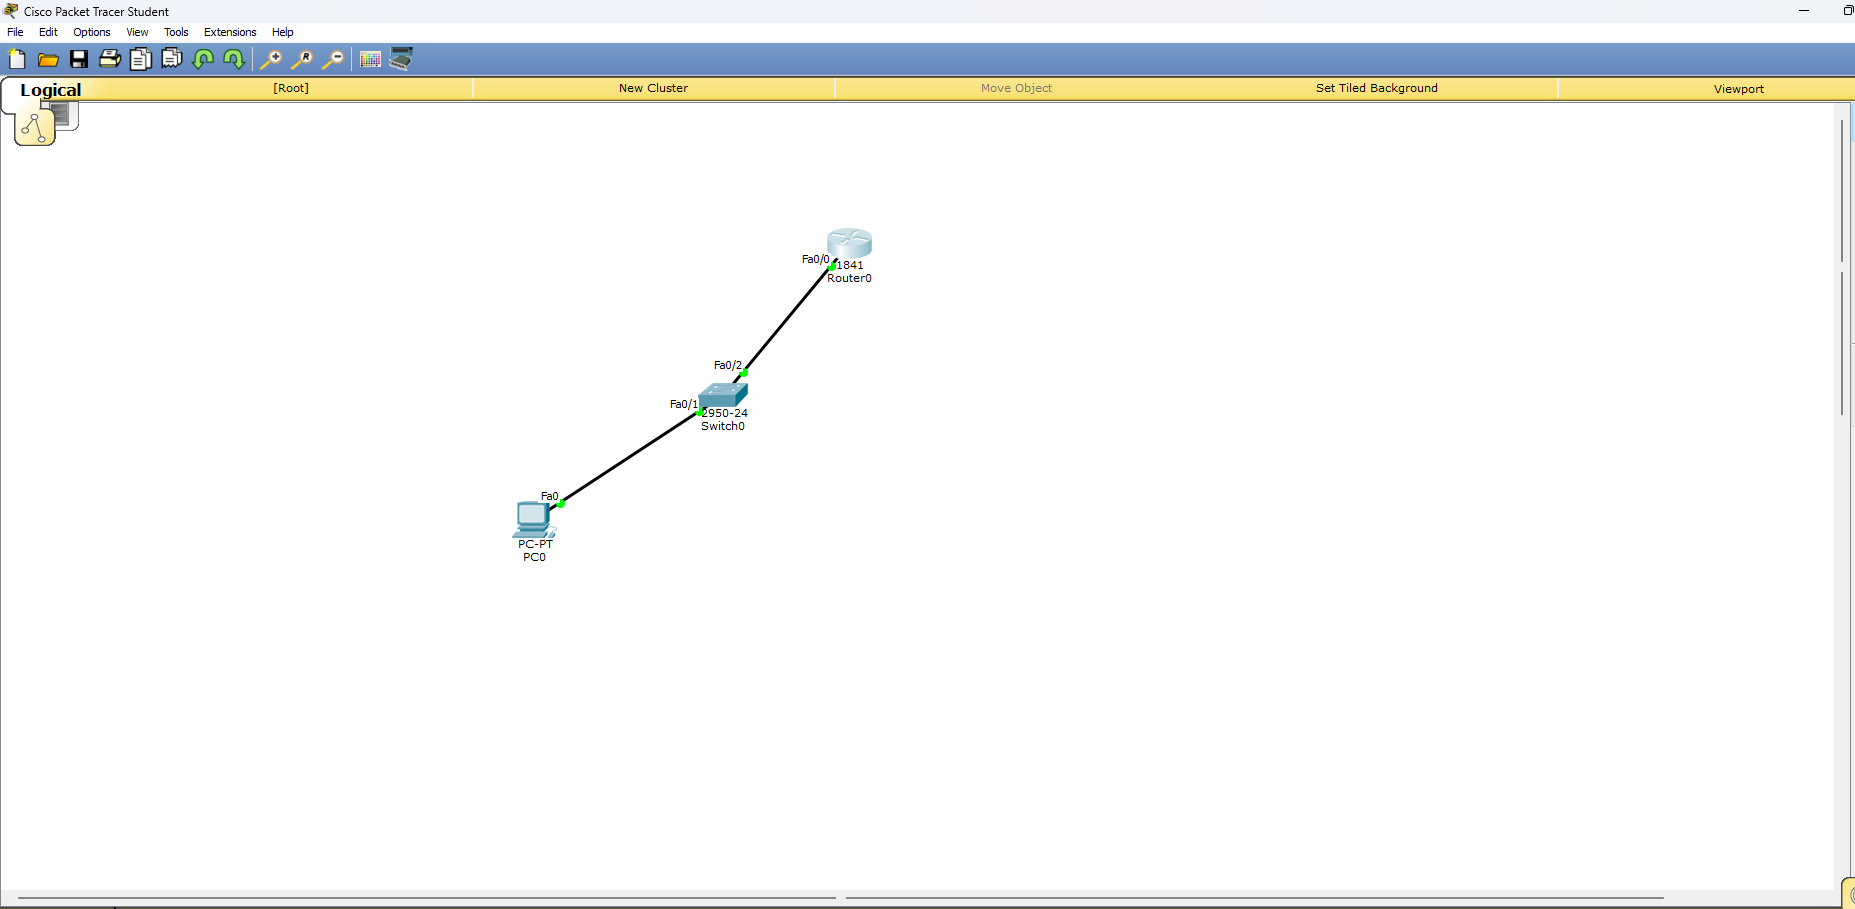 Cisco Packet Tracer Student
File Edit Options View Tools Extensions Help
Logical [Root] New Cluster Move Object Set Tiled Background Viewport
Fa0/0
1841
Router0
Fa0/2
Fa0/1
2950-24
Switch0
Fa0
PC-PT
PC0